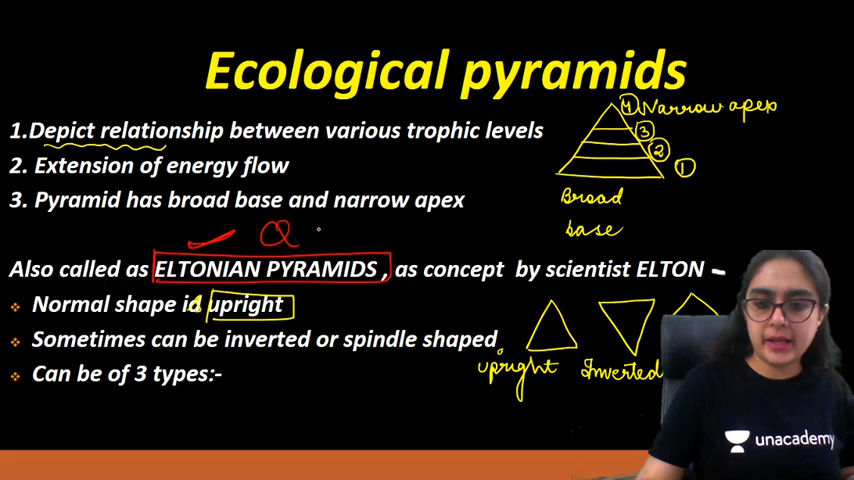 Ecological pyramids
1.Depict relationship between various trophic levels
2. Extension of energy flow
3. Pyramid has broad base and narrow apex
4 Narrow apex
3
2
1
Broad
base
Q
Also called as ELTONIAN PYRAMIDS , as concept by scientist ELTON –
Normal shape is upright
Sometimes can be inverted or spindle shaped
Can be of 3 types:-
upright
Inverted
unacademy